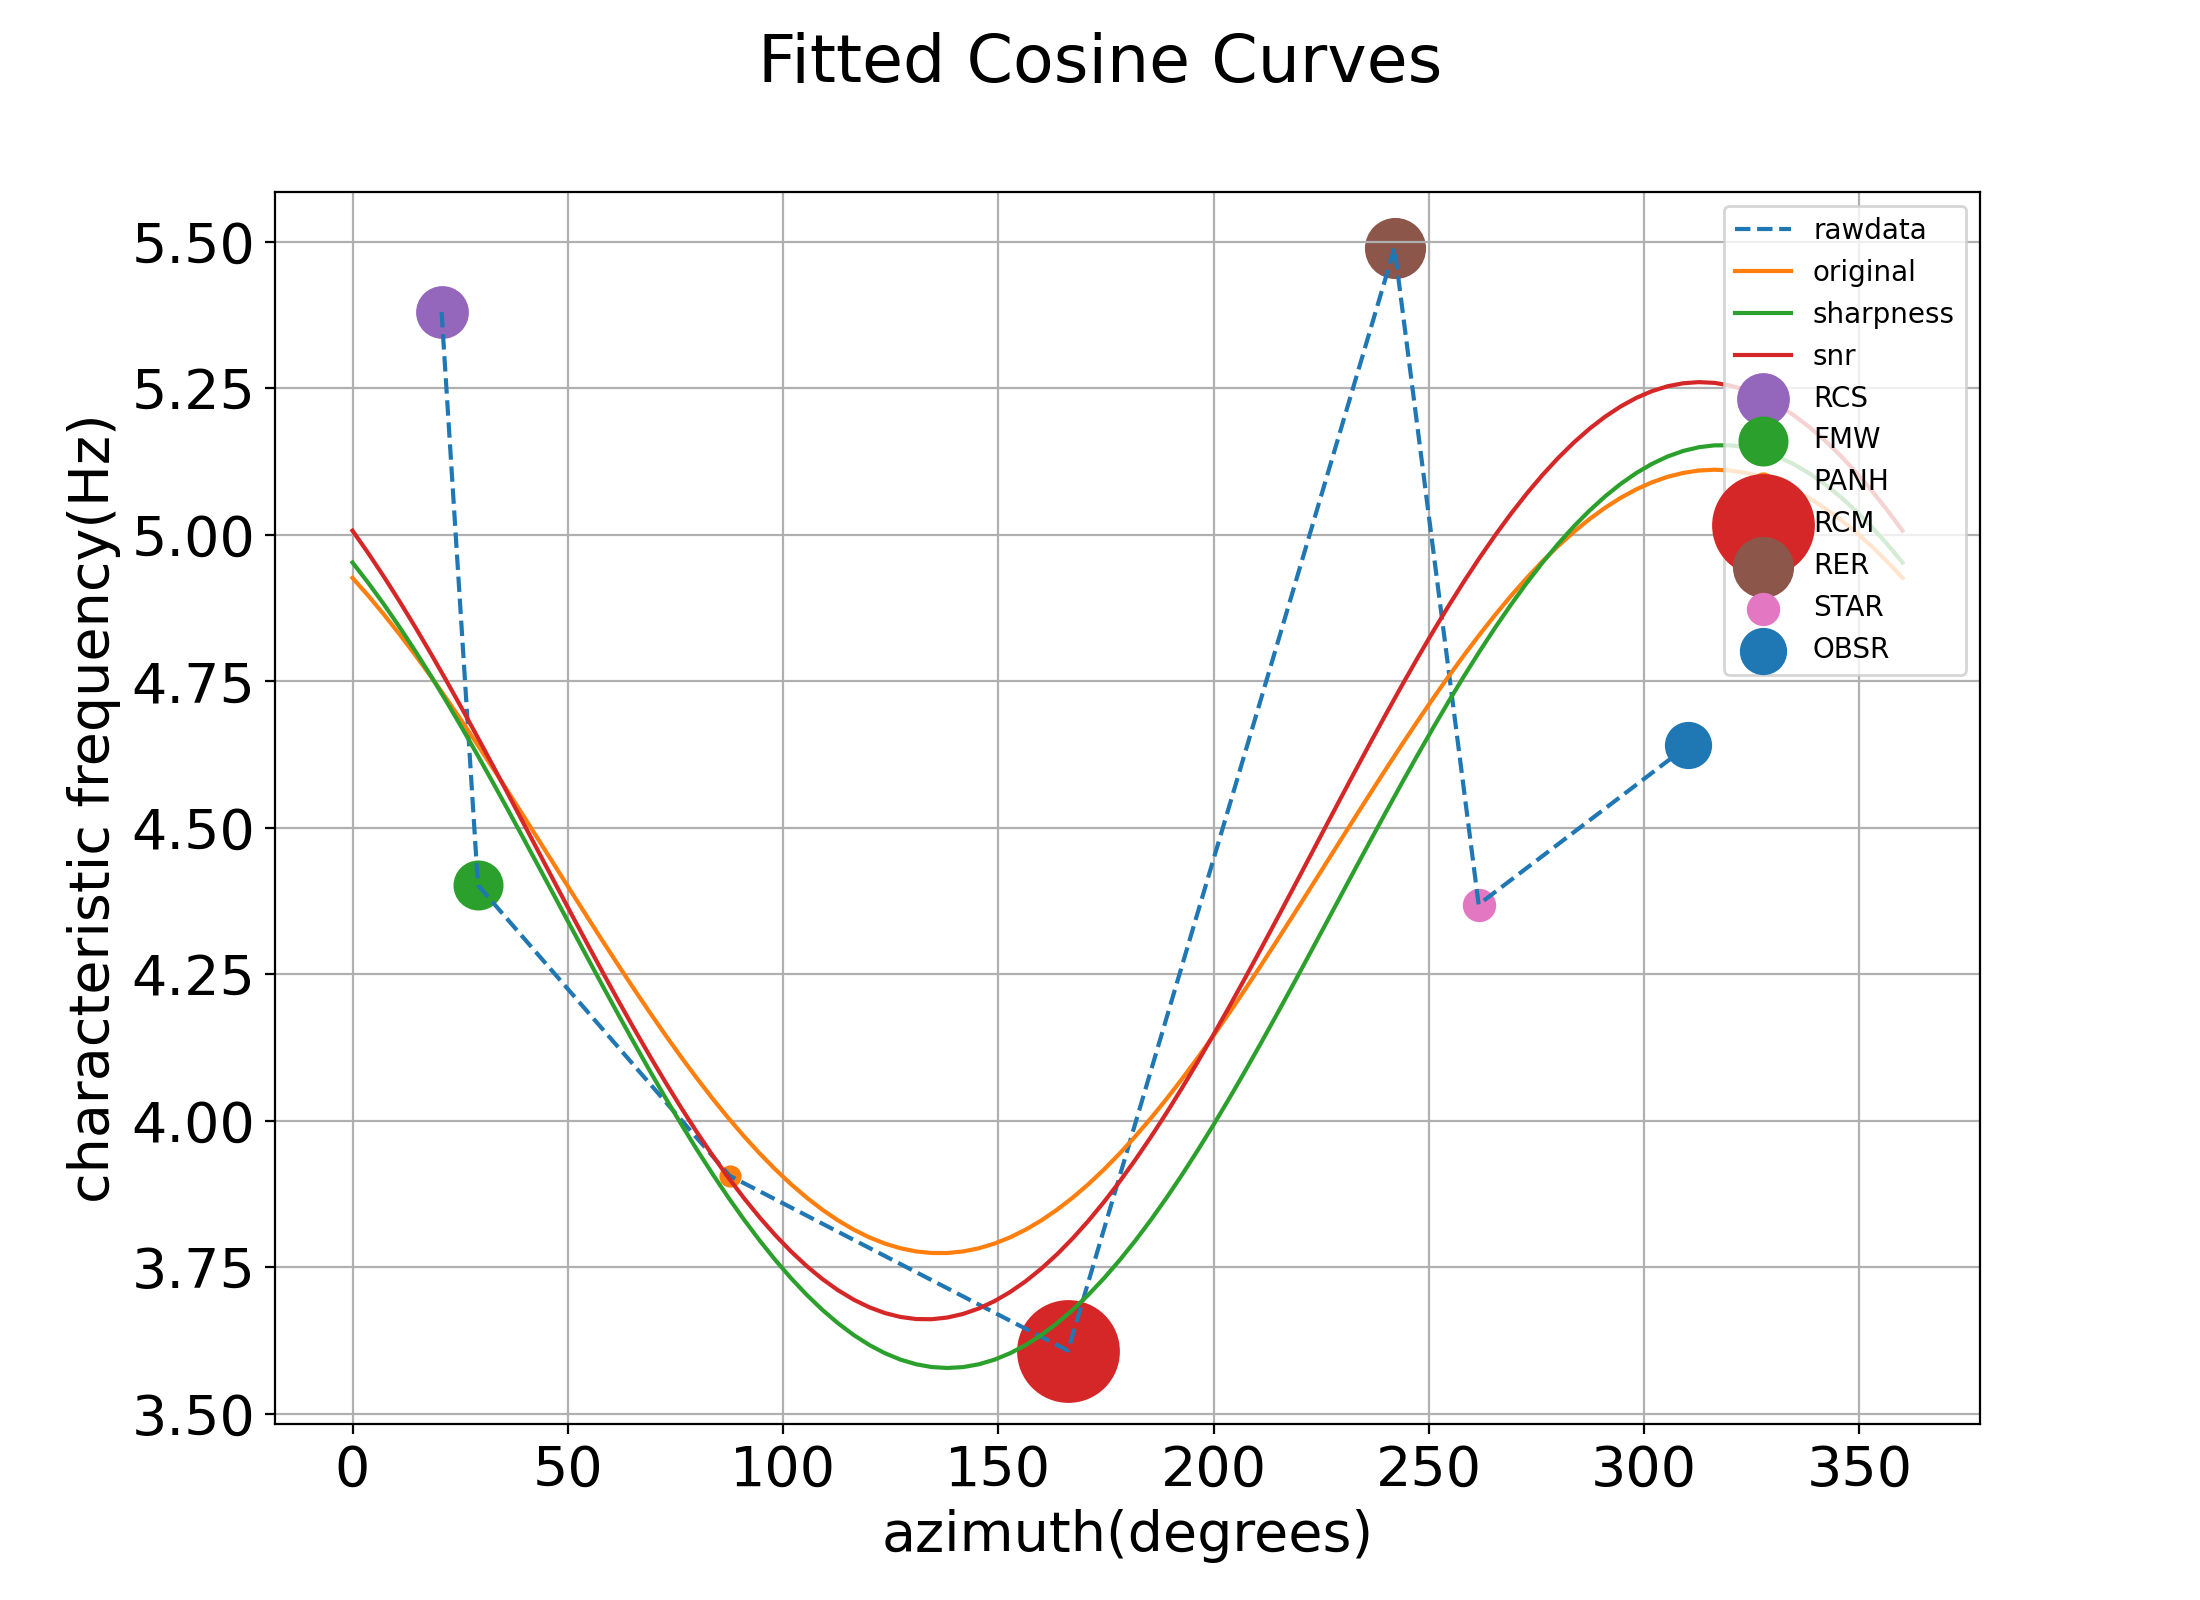 Fitted Cosine Curves
characteristic frequency(Hz)
5.50
5.25
5.00
4.75
4.50
4.25
4.00
3.75
3.50
rawdata
original
sharpness
snr
RCS
FMW
PANH
RCM
RER
STAR
OBSR
0 50 100 150 200 250 300 350
azimuth(degrees)